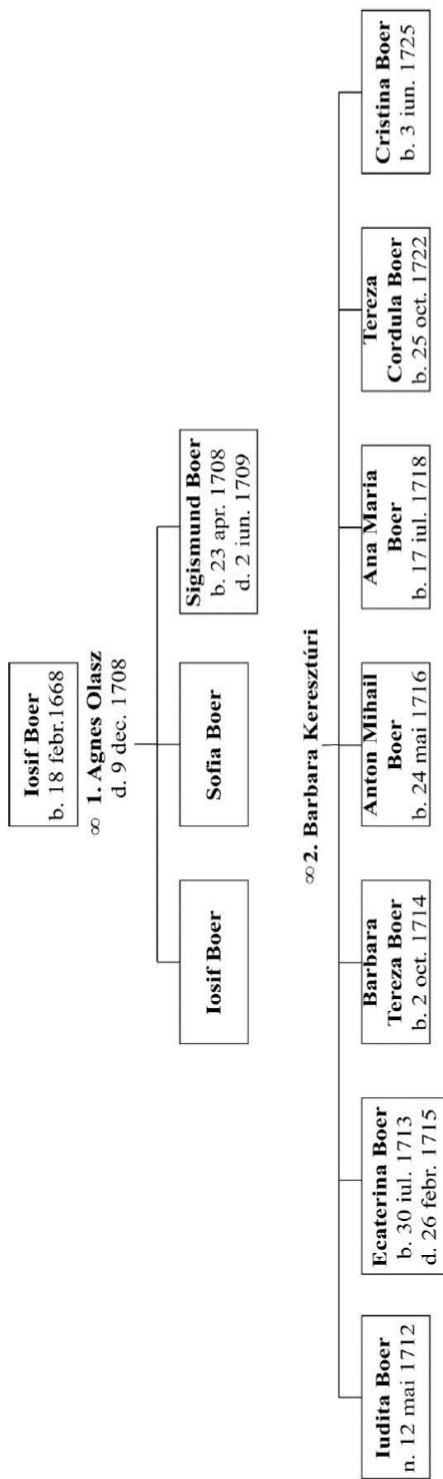 Iosif Boer
b. 18 febr.1668
∞ 1. Agnes Olasz
d. 9 dec. 1708
Iosif Boer
Sofia Boer
Sigismund Boer
b. 23 apr. 1708
d. 2 iun. 1709
∞2. Barbara Keresztúri
Iudita Boer
n. 12 mai 1712
Ecaterina Boer
b. 30 iul. 1713
d. 26 febr. 1715
Barbara
Tereza Boer
b. 2 oct. 1714
Anton Mihail
Boer
b. 24 mai 1716
Ana Maria
Boer
b. 17 iul. 1718
Tereza
Cordula Boer
b. 25 oct. 1722
Cristina Boer
b. 3 iun. 1725